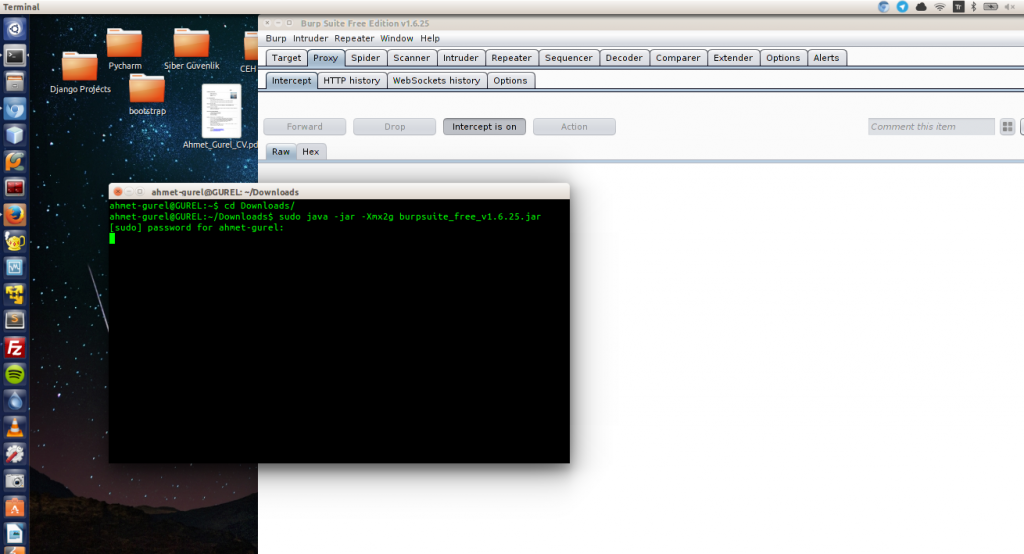 Terminal
Tr
Pycharm
Siber Güvenlik
CEH
Django Projects
bootstrap
Ahmet_Gurel_CV.pd
Burp Suite Free Edition v1.6.25
Burp Intruder Repeater Window Help
Target Proxy Spider Scanner Intruder Repeater Sequencer Decoder Comparer Extender Options Alerts
Intercept HTTP history WebSockets history Options
Forward Drop Intercept is on Action Comment this item
Raw Hex
ahmet-gurel@GUREL: ~/Downloads
ahmet-gurel@GUREL:~$ cd Downloads/
ahmet-gurel@GUREL:~/Downloads$ sudo java -jar -Xmx2g burpsuite_free_v1.6.25.jar
[sudo] password for ahmet-gurel:
Fz